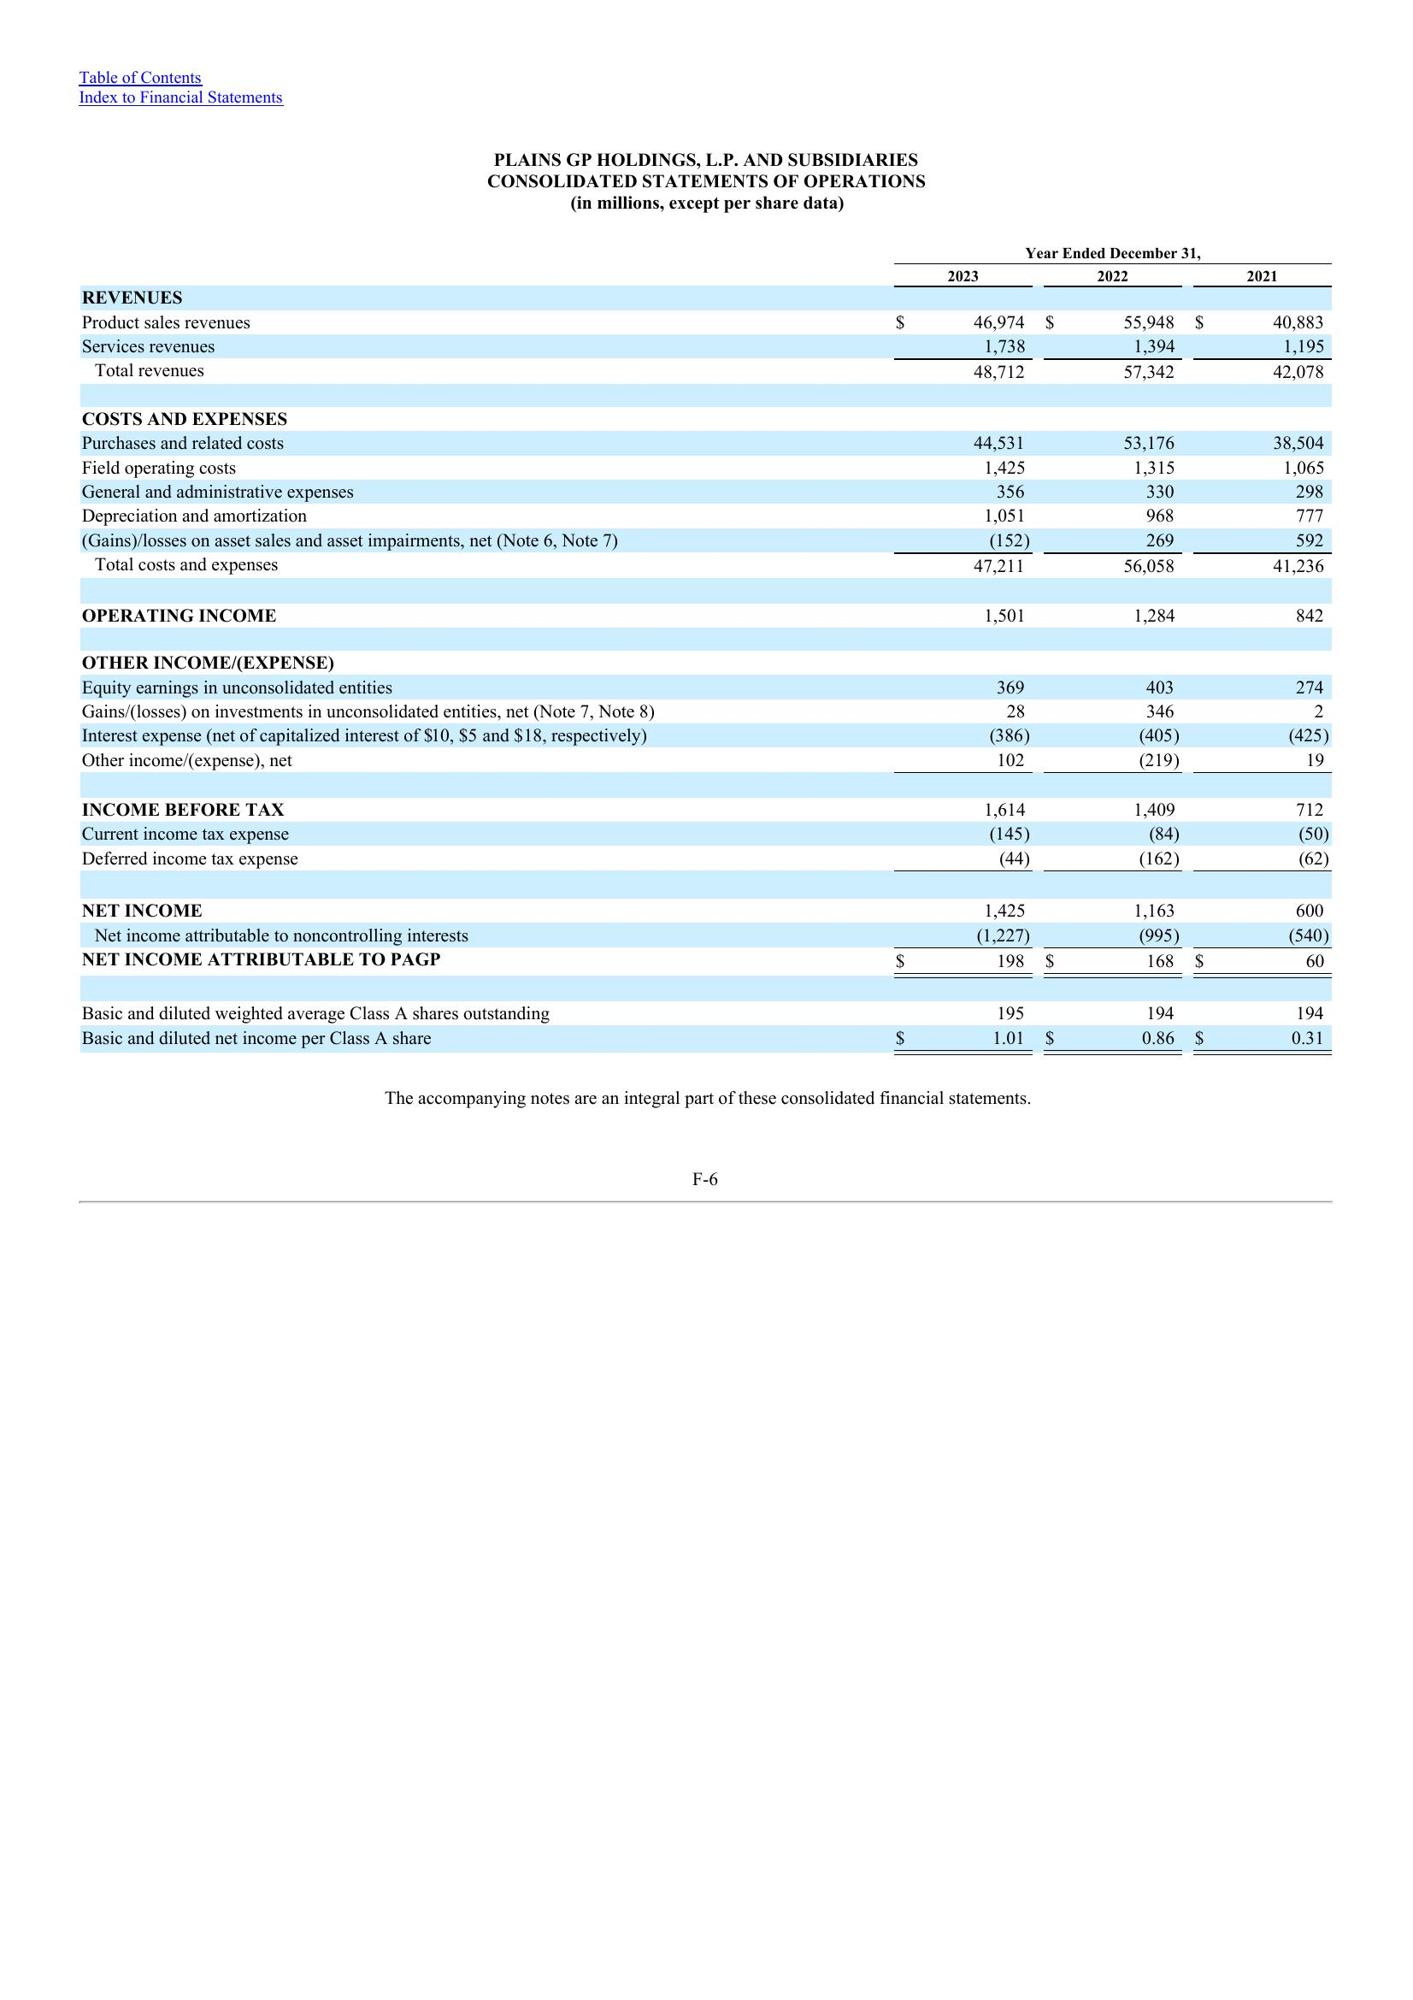 Table of Contents
Index to Financial Statements
PLAINS GP HOLDINGS, L.P. AND SUBSIDIARIES
CONSOLIDATED STATEMENTS OF OPERATIONS
(in millions, except per share data)
Year Ended December 31,
2023 2022 2021
REVENUES
Product sales revenues $ 46,974 $ 55,948 $ 40,883
Services revenues 1,738 1,394 1,195
Total revenues 48,712 57,342 42,078
COSTS AND EXPENSES
Purchases and related costs 44,531 53,176 38,504
Field operating costs 1,425 1,315 1,065
General and administrative expenses 356 330 298
Depreciation and amortization 1,051 968 777
(Gains)/losses on asset sales and asset impairments, net (Note 6, Note 7) (152) 269 592
Total costs and expenses 47,211 56,058 41,236
OPERATING INCOME 1,501 1,284 842
OTHER INCOME/(EXPENSE)
Equity earnings in unconsolidated entities 369 403 274
Gains/(losses) on investments in unconsolidated entities, net (Note 7, Note 8) 28 346 2
Interest expense (net of capitalized interest of $10, $5 and $18, respectively) (386) (405) (425)
Other income/(expense), net 102 (219) 19
INCOME BEFORE TAX 1,614 1,409 712
Current income tax expense (145) (84) (50)
Deferred income tax expense (44) (162) (62)
NET INCOME 1,425 1,163 600
Net income attributable to noncontrolling interests (1,227) (995) (540)
NET INCOME ATTRIBUTABLE TO PAGP $ 198 $ 168 $ 60
Basic and diluted weighted average Class A shares outstanding 195 194 194
Basic and diluted net income per Class A share $ 1.01 $ 0.86 $ 0.31
The accompanying notes are an integral part of these consolidated financial statements.
F-6